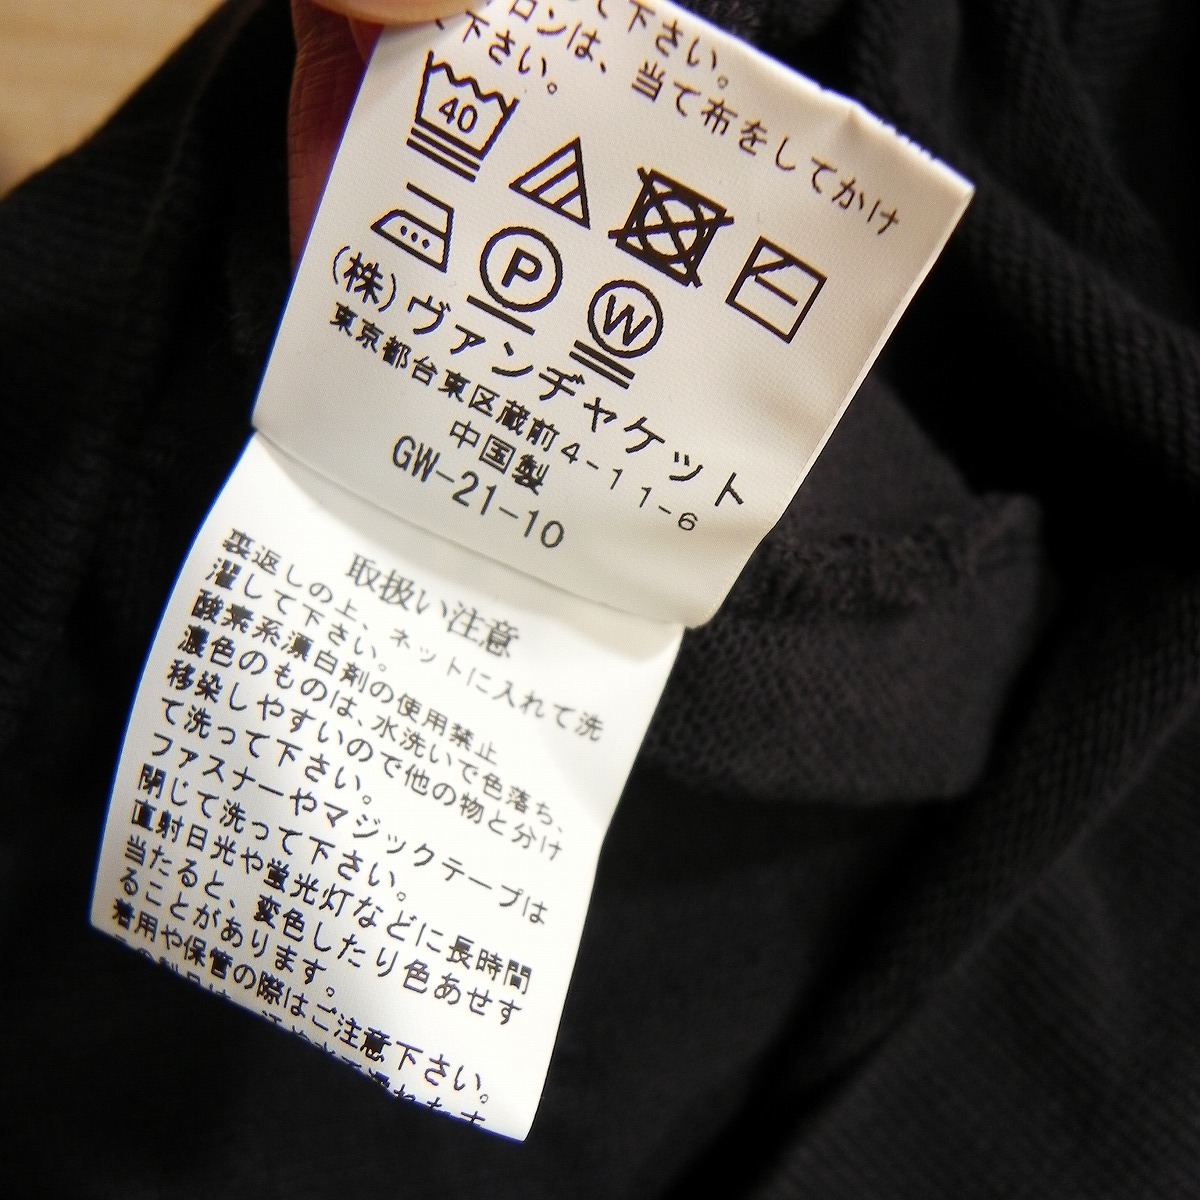 て下さい。
ロンは、当て布をしてかけ
て下さい。
40
P
W
(株)ヴァンヂャケット
東京都台東区蔵前4-11-6
中国製
GW-21-10
取扱い注意
裏返しの上、ネットに入れて洗
濯して下さい。
酸素系漂白剤の使用禁止
濃色のものは、水洗いで色落ち、
移染しやすいので他の物と分け
て洗って下さい。
ファスナーやマジックテープは
閉じて洗って下さい。
直射日光や蛍光灯などに長時間
当たると、変色したり色あせす
ることがあります。
着用や保管の際はご注意下さい。